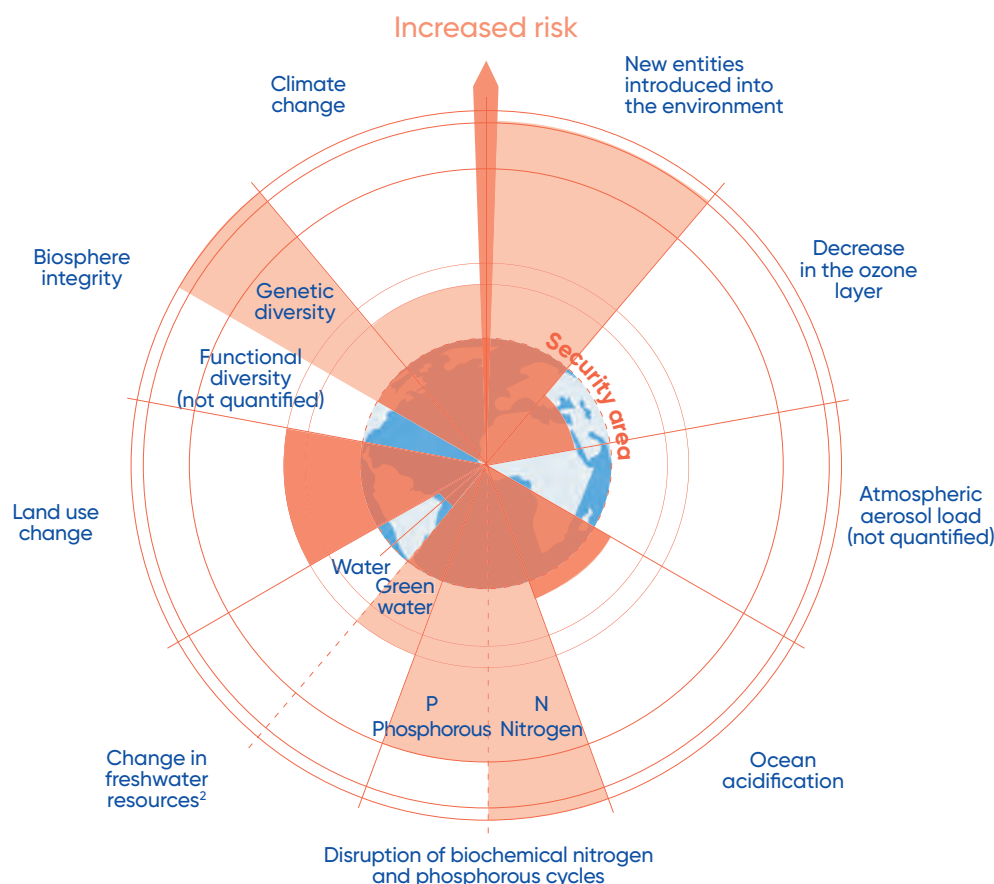 Increased risk
Climate
change
New entities
introduced into
the environment
Biosphere
integrity
Genetic
diversity
Decrease
in the ozone
layer
Functional
diversity
(not quantified)
Security area
Land use
change
Atmospheric
aerosol load
(not quantified)
Water
Green
water
P
Phosphorous
N
Nitrogen
Change in
freshwater
resources²
Ocean
acidification
Disruption of biochemical nitrogen
and phosphorous cycles